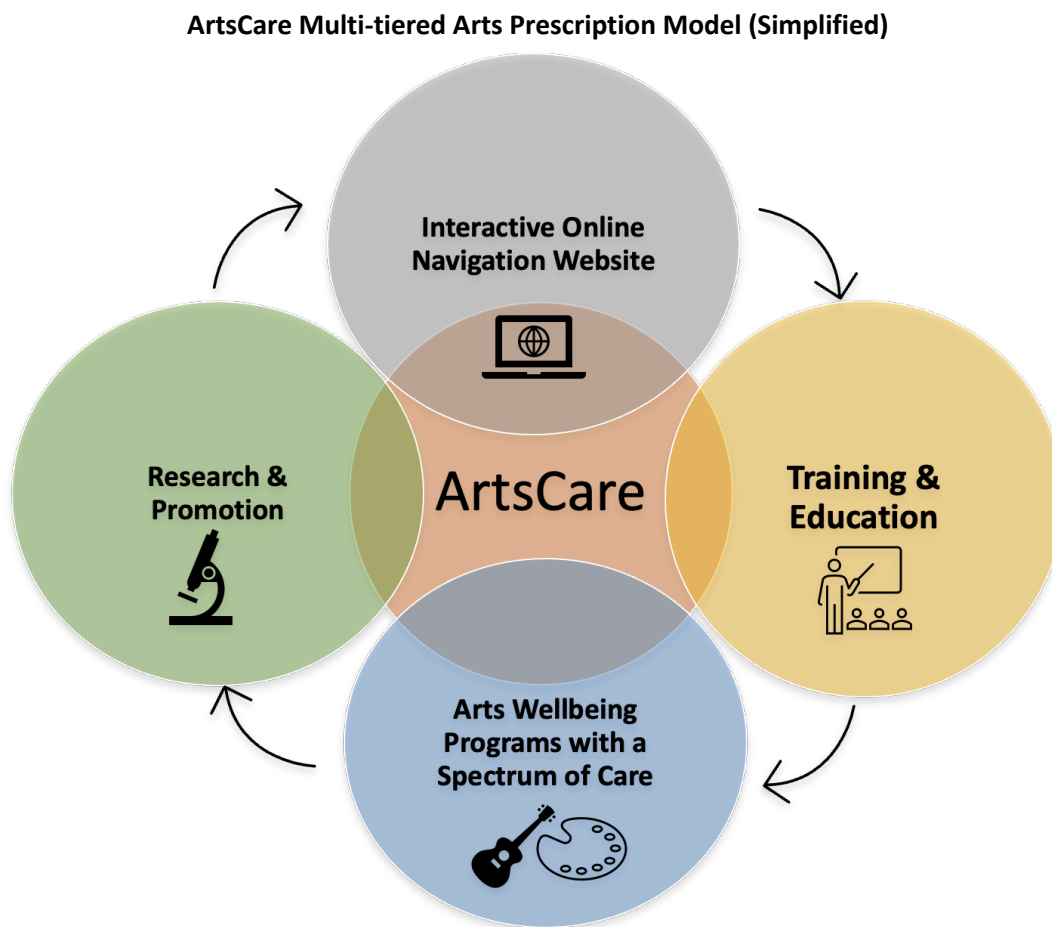 ArtsCare Multi-tiered Arts Prescription Model (Simplified)
Interactive Online
Navigation Website
Research &
Promotion
ArtsCare
Training &
Education
Arts Wellbeing
Programs with a
Spectrum of Care